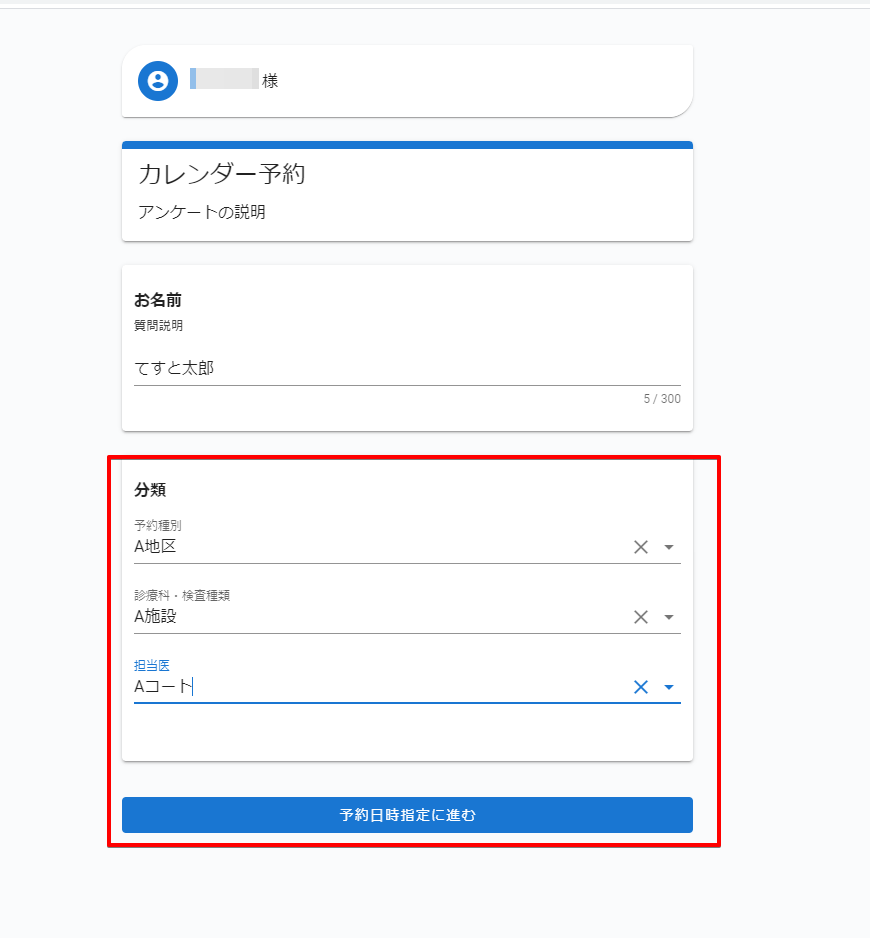 様
カレンダー予約
アンケートの説明
お名前
質問説明
てすと太郎
5 / 300
分類
予約種別
A地区
診療科・検査種類
A施設
担当医
Aコート
予約日時指定に進む